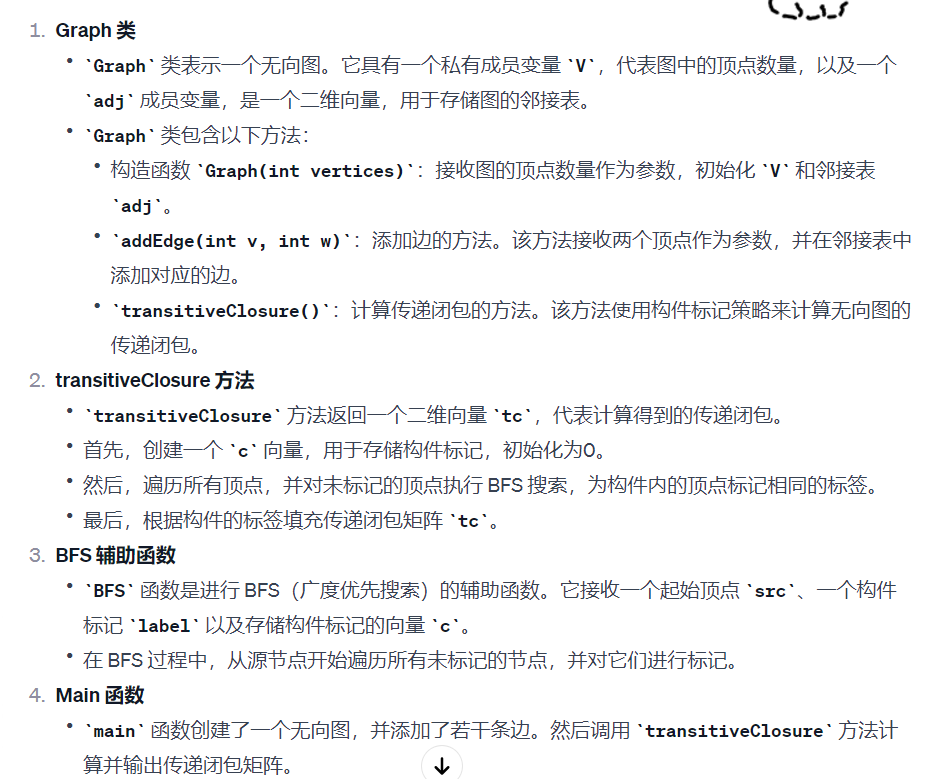 1. Graph 类
• `Graph` 类表示一个无向图。它具有一个私有成员变量 `V`，代表图中的顶点数量，以及一个
`adj` 成员变量，是一个二维向量，用于存储图的邻接表。
• `Graph` 类包含以下方法：
• 构造函数 `Graph(int vertices)`：接收图的顶点数量作为参数，初始化 `V` 和邻接表
`adj`。
• `addEdge(int v, int w)`：添加边的方法。该方法接收两个顶点作为参数，并在邻接表中
添加对应的边。
• `transitiveClosure()`：计算传递闭包的方法。该方法使用构件标记策略来计算无向图的
传递闭包。
2. transitiveClosure 方法
• `transitiveClosure` 方法返回一个二维向量 `tc`，代表计算得到的传递闭包。
• 首先，创建一个 `c` 向量，用于存储构件标记，初始化为0。
• 然后，遍历所有顶点，并对未标记的顶点执行 BFS 搜索，为构件内的顶点标记相同的标签。
• 最后，根据构件的标签填充传递闭包矩阵 `tc`。
3. BFS 辅助函数
• `BFS` 函数是进行 BFS（广度优先搜索）的辅助函数。它接收一个起始顶点 `src`、一个构件
标记 `label` 以及存储构件标记的向量 `c`。
• 在 BFS 过程中，从源节点开始遍历所有未标记的节点，并对它们进行标记。
4. Main 函数
• `main` 函数创建了一个无向图，并添加了若干条边。然后调用 `transitiveClosure` 方法计
算并输出传递闭包矩阵。